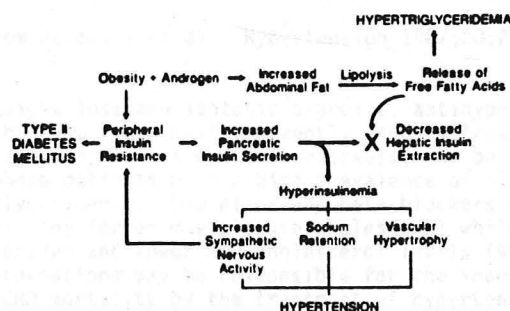 HYPERTRIGLYCERIDEMIA
Obesity + Androgen
Increased
Abdominal Fat
Lipolysis
Release of
Free Fatty Acids
TYPE II:
DIABETES
MELLITUS
Peripheral
Insulin
Resistance
Increased
Pancreatic
Insulin Secretion
X
Decreased
Hepatic Insulin
Extraction
Hyperinsulinemia
Increased
Sympathetic
Nervous
Activity
Sodium
Retention
Vascular
Hypertrophy
HYPERTENSION